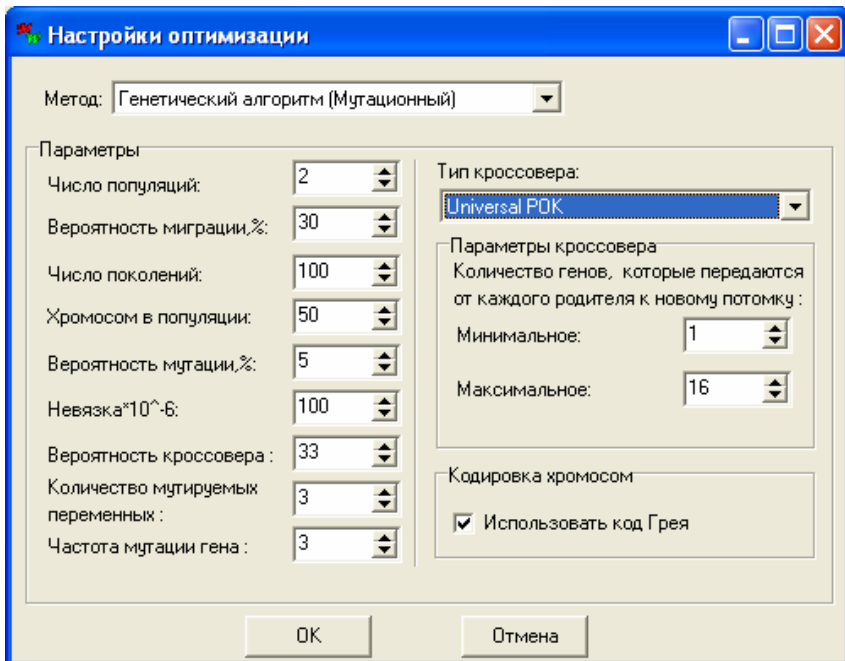 Настройки оптимизации
Метод: Генетический алгоритм (Мутационный)
Параметры
Число популяций: 2
Вероятность миграции,%: 30
Число поколений: 100
Хромосом в популяции: 50
Вероятность мутации,%: 5
Невязка*10^-6: 100
Вероятность кроссовера : 33
Количество мутируемых
переменных : 3
Частота мутации гена : 3
Тип кроссовера:
Universal РОК
Параметры кроссовера
Количество генов, которые передаются
от каждого родителя к новому потомку :
Минимальное: 1
Максимальное: 16
Кодировка хромосом
Использовать код Грея
ОК
Отмена